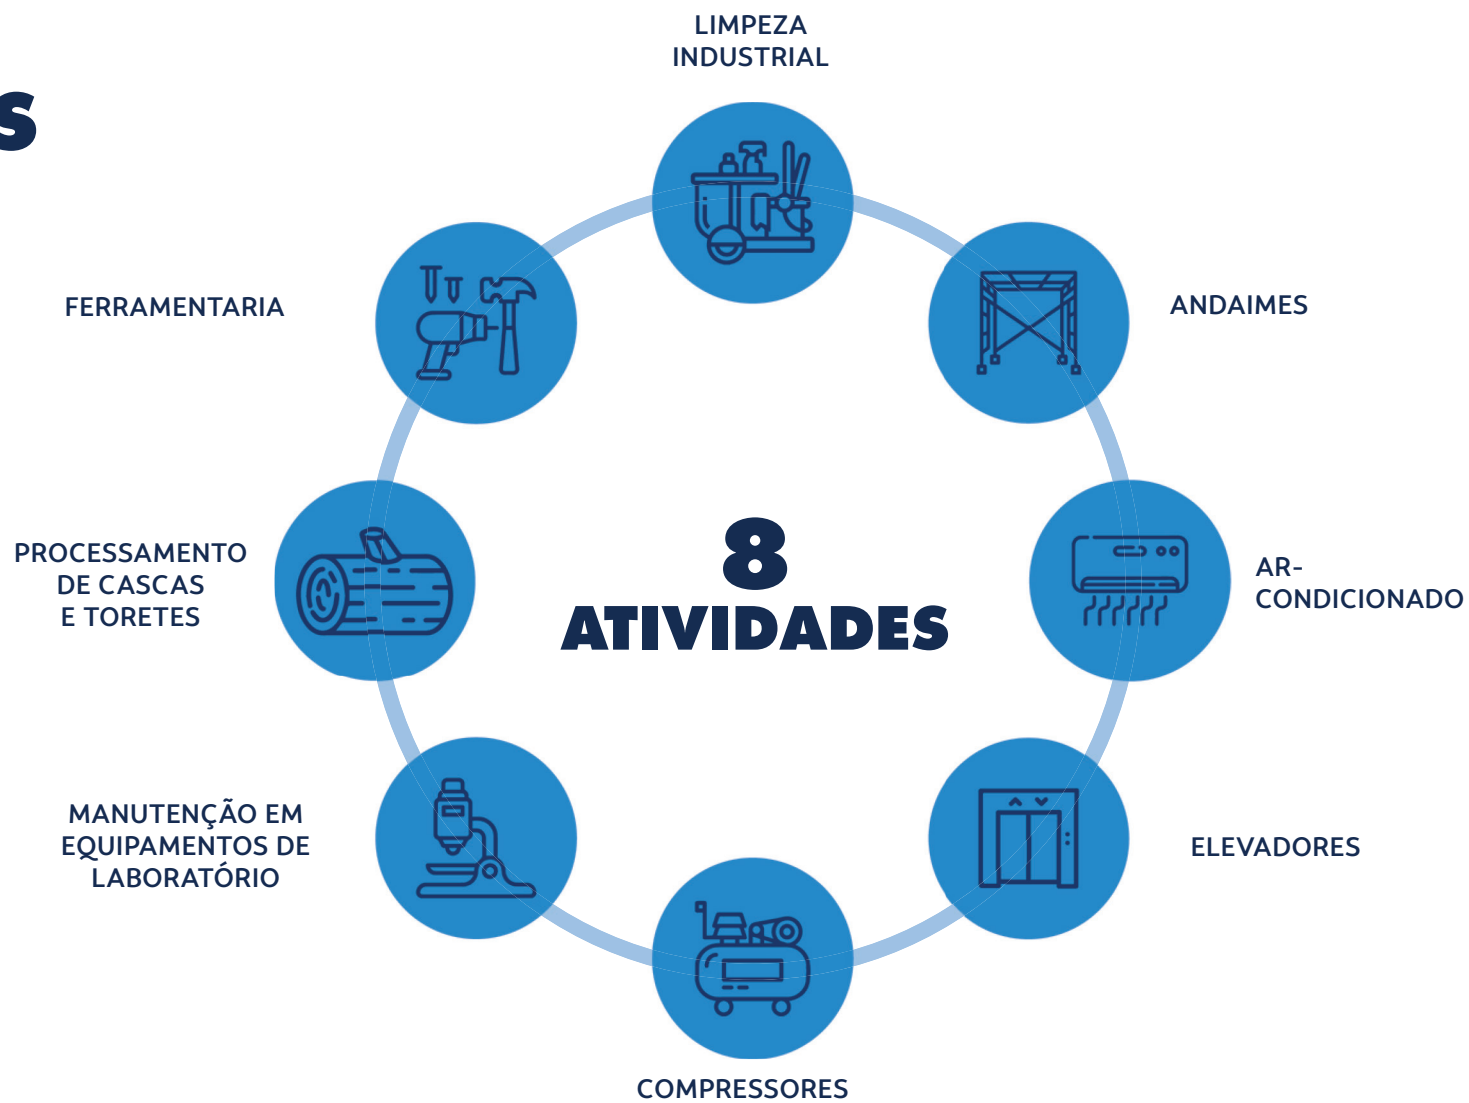 LIMPEZA
INDUSTRIAL
S
FERRAMENTARIA
ANDAIMES
PROCESSAMENTO
DE CASCAS
E TORETES
8
ATIVIDADES
AR-
CONDICIONADO
MANUTENÇÃO EM
EQUIPAMENTOS DE
LABORATÓRIO
ELEVADORES
COMPRESSORES